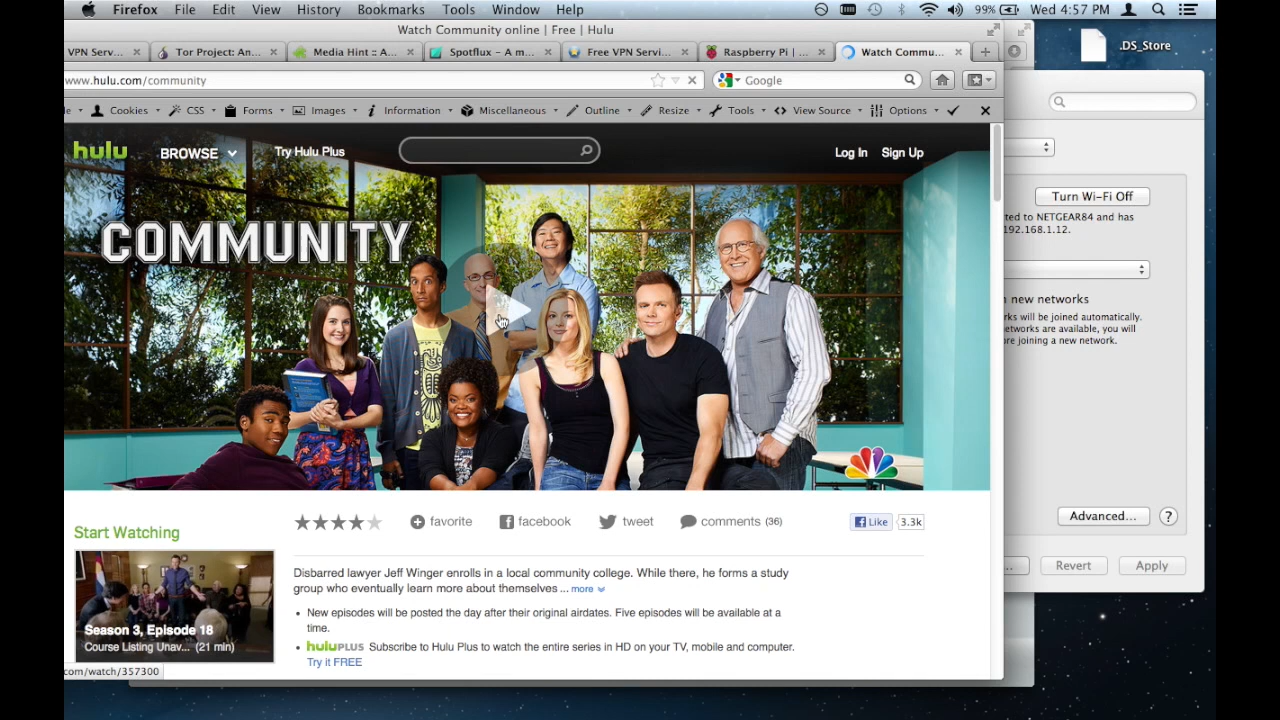 Firefox File Edit View History Bookmarks Tools Window Help 99% Wed 4:57 PM
Watch Community online | Free | Hulu
.DS_Store
VPN Serv... Tor Project: An... Media Hint :: A... Spotflux – A m... Free VPN Servi... Raspberry Pi | ... Watch Commu...
www.hulu.com/community Google
Cookies CSS Forms Images Information Miscellaneous Outline Resize Tools View Source Options
hulu BROWSE Try Hulu Plus Log In Sign Up
COMMUNITY
Turn Wi-Fi Off
ted to NETGEAR84 and has
192.168.1.12.
new networks
rks will be joined automatically.
etworks are available, you will
re joining a new network.
favorite facebook tweet comments (36) Like 3.3k
Advanced... ?
Start Watching
Revert Apply
Disbarred lawyer Jeff Winger enrolls in a local community college. While there, he forms a study
group who eventually learn more about themselves ... more
New episodes will be posted the day after their original airdates. Five episodes will be available at a
time.
Season 3, Episode 18
Course Listing Unav... (21 min)
huluPLUS Subscribe to Hulu Plus to watch the entire series in HD on your TV, mobile and computer.
Try it FREE
com/watch/357300